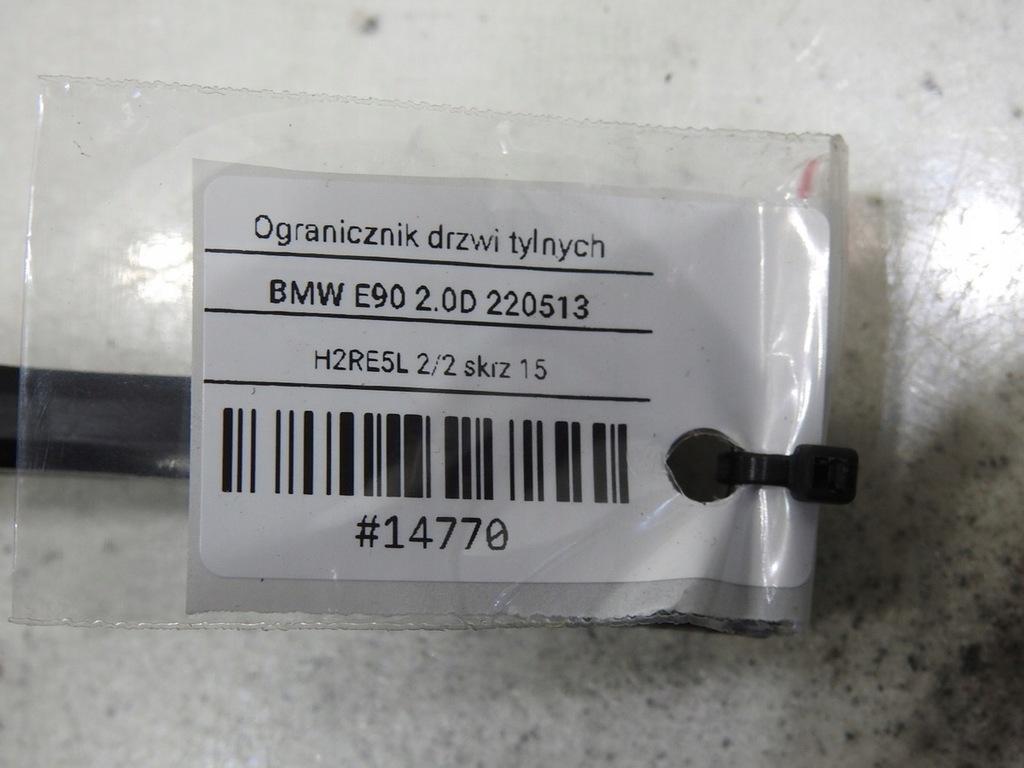 Ogranicznik drzwi tylnych
BMW E90 2.0D 220513
H2RE5L 2/2 skrz 15
#14770